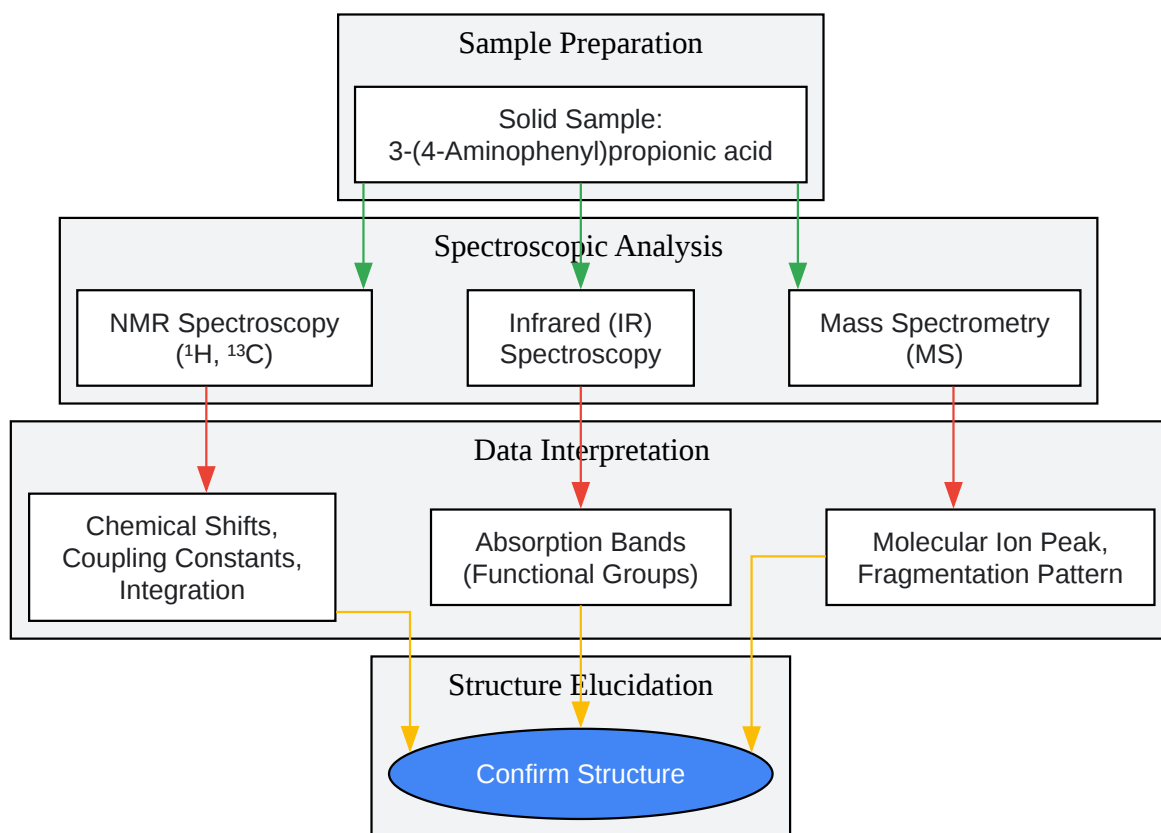 Sample Preparation
Solid Sample:
3-(4-Aminophenyl)propionic acid
Spectroscopic Analysis
NMR Spectroscopy
(¹H, ¹³C)
Infrared (IR)
Spectroscopy
Mass Spectrometry
(MS)
Data Interpretation
Chemical Shifts,
Coupling Constants,
Integration
Absorption Bands
(Functional Groups)
Molecular Ion Peak,
Fragmentation Pattern
Structure Elucidation
Confirm Structure